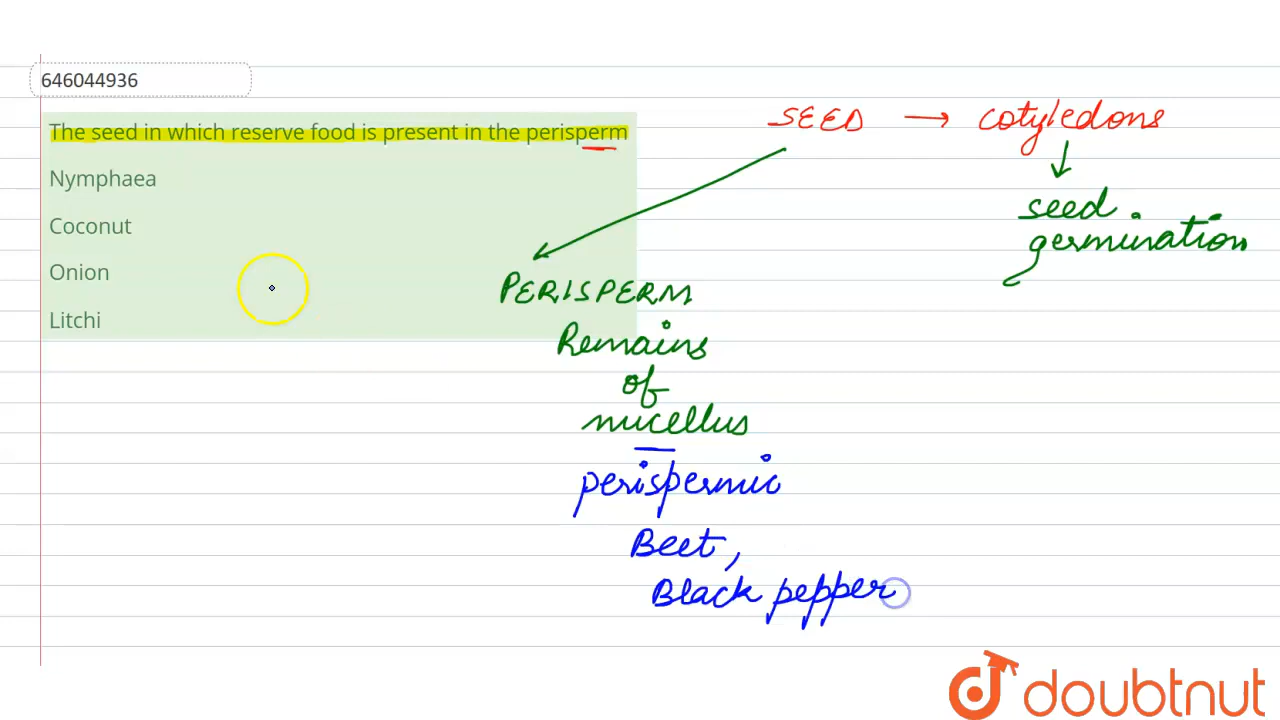 646044936
The seed in which reserve food is present in the perisperm
Nymphaea
Coconut
Onion
Litchi
SEED → cotyledons
seed
germination
PERISPERM
Remains
of
nucellus
perispermic
Beet,
Black pepper
doubtnut